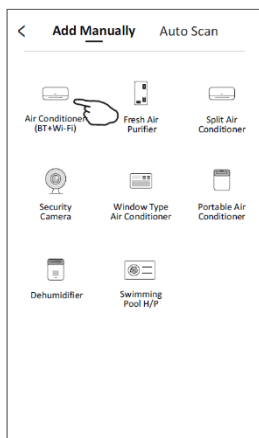 < Add Manually Auto Scan
Air Conditioner Fresh Air Split Air
(BT+Wi-Fi) Purifier Conditioner
Security Window Type Portable Air
Camera Air Conditioner Conditioner
Dehumidifier Swimming
Pool H/P